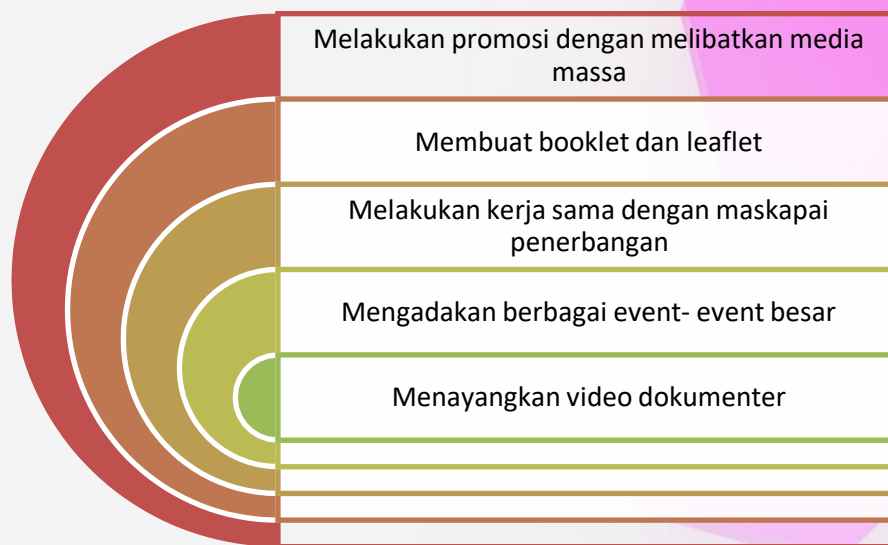 Melakukan promosi dengan melibatkan media
massa
Membuat booklet dan leaflet
Melakukan kerja sama dengan maskapai
penerbangan
Mengadakan berbagai event- event besar
Menayangkan video dokumenter